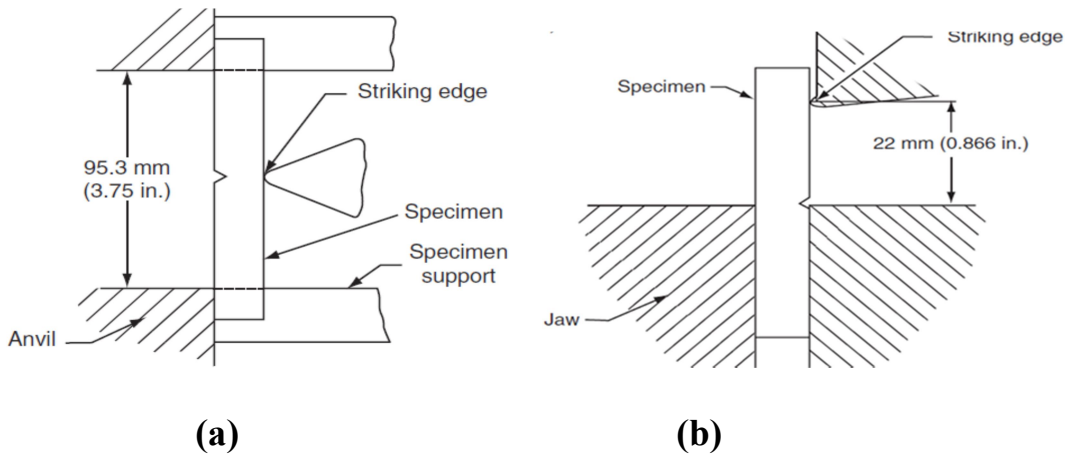 Striking edge
95.3 mm
(3.75 in.)
Specimen
Specimen
support
Anvil
(a)
Striking edge
Specimen
22 mm (0.866 in.)
Jaw
(b)